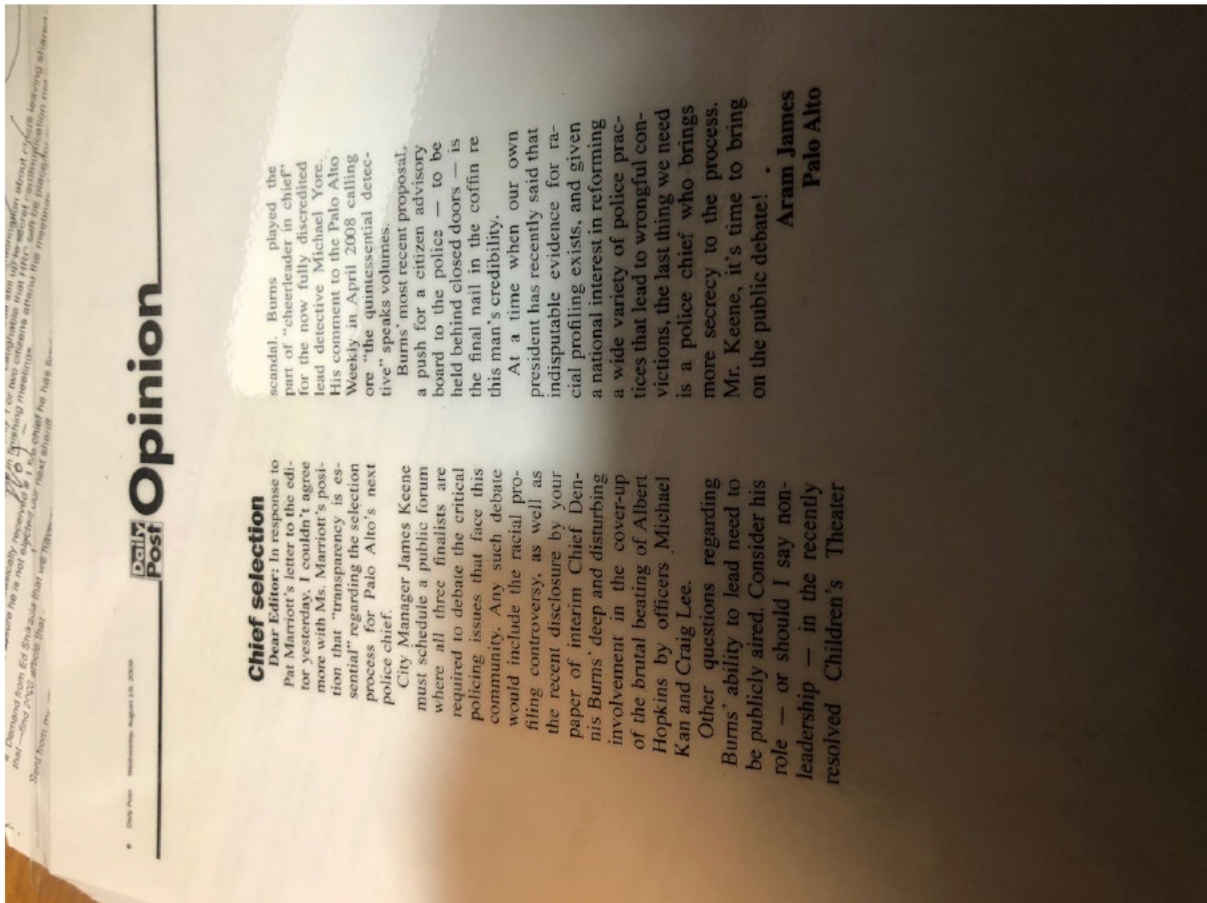 6 Daily Post Wednesday, August 19, 2009
Daily
Post
Opinion
Chief selection
Dear Editor: In response to
Pat Marriott's letter to the edi-
tor yesterday, I couldn't agree
more with Ms. Marriott's posi-
tion that "transparency is es-
sential" regarding the selection
process for Palo Alto's next
police chief.
City Manager James Keene
must schedule a public forum
where all three finalists are
required to debate the critical
policing issues that face this
community. Any such debate
would include the racial pro-
filing controversy, as well as
the recent disclosure by your
paper of interim Chief Den-
nis Burns' deep and disturbing
involvement in the cover-up
of the brutal beating of Albert
Hopkins by officers Michael
Kan and Craig Lee.
Other questions regarding
Burns' ability to lead need to
be publicly aired. Consider his
role — or should I say non-
leadership — in the recently
resolved Children's Theater
scandal. Burns played the
part of "cheerleader in chief"
for the now fully discredited
lead detective Michael Yore.
His comment to the Palo Alto
Weekly in April 2008 calling
ore "the quintessential detec-
tive" speaks volumes.
Burns' most recent proposal,
a push for a citizen advisory
board to the police — to be
held behind closed doors — is
the final nail in the coffin re
this man's credibility.
At a time when our own
president has recently said that
indisputable evidence for ra-
cial profiling exists, and given
a national interest in reforming
a wide variety of police prac-
tices that lead to wrongful con-
victions, the last thing we need
is a police chief who brings
more secrecy to the process.
Mr. Keene, it's time to bring
on the public debate!
Aram James
Palo Alto